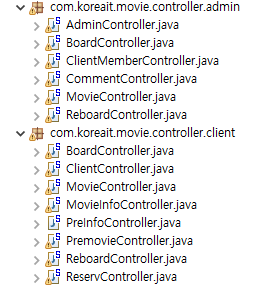 com.koreait.movie.controller.admin
AdminController.java
BoardController.java
ClientMemberController.java
CommentController.java
MovieController.java
ReboardController.java
com.koreait.movie.controller.client
BoardController.java
ClientController.java
MovieController.java
MovieInfoController.java
PreInfoController.java
PremovieController.java
ReboardController.java
ReservController.java